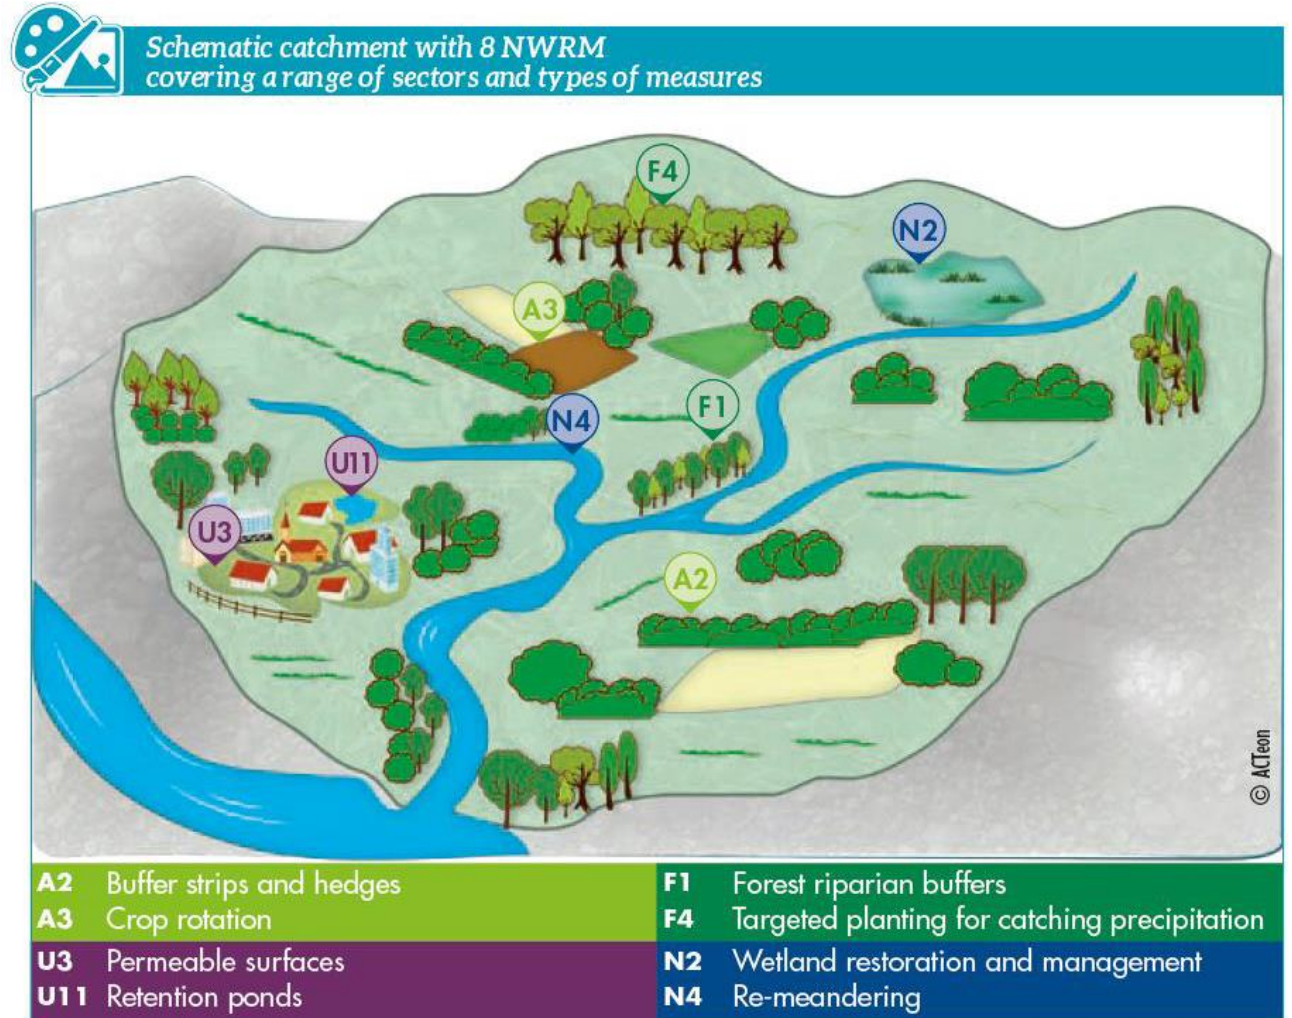 Schematic catchment with 8 NWRM
covering a range of sectors and types of measures
F4
N2
A3
F1
N4
U11
U3
A2
© ACTeon
A2 Buffer strips and hedges
A3 Crop rotation
F1 Forest riparian buffers
F4 Targeted planting for catching precipitation
U3 Permeable surfaces
U11 Retention ponds
N2 Wetland restoration and management
N4 Re-meandering